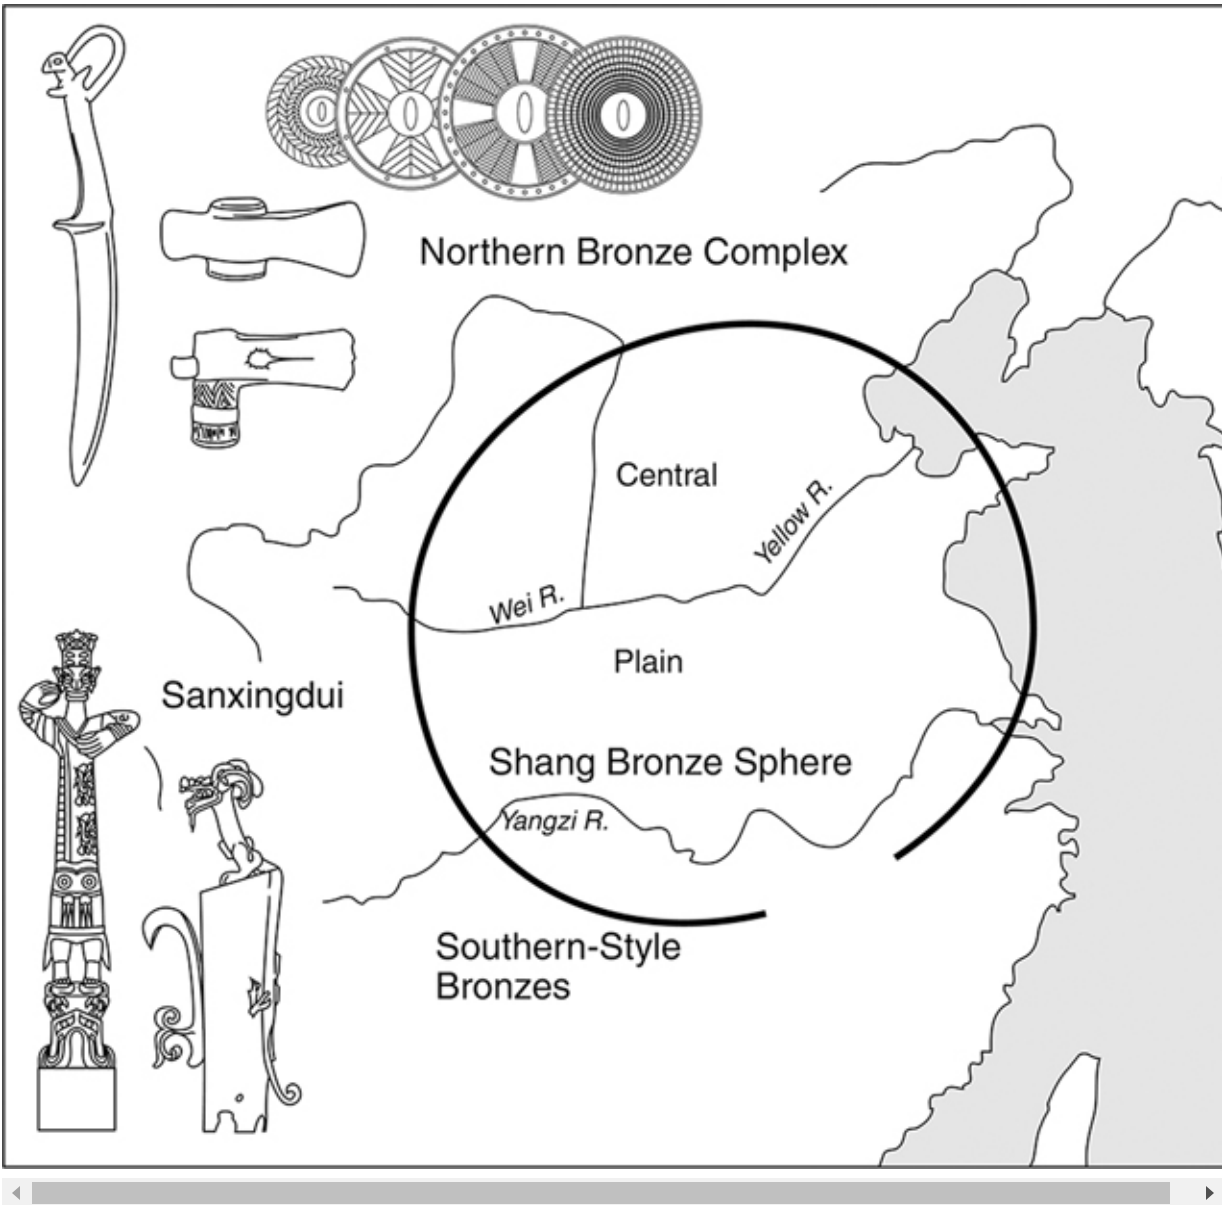 Northern Bronze Complex
Central
Yellow R.
Wei R.
Plain
Sanxingdui
Shang Bronze Sphere
Yangzi R.
Southern-Style
Bronzes